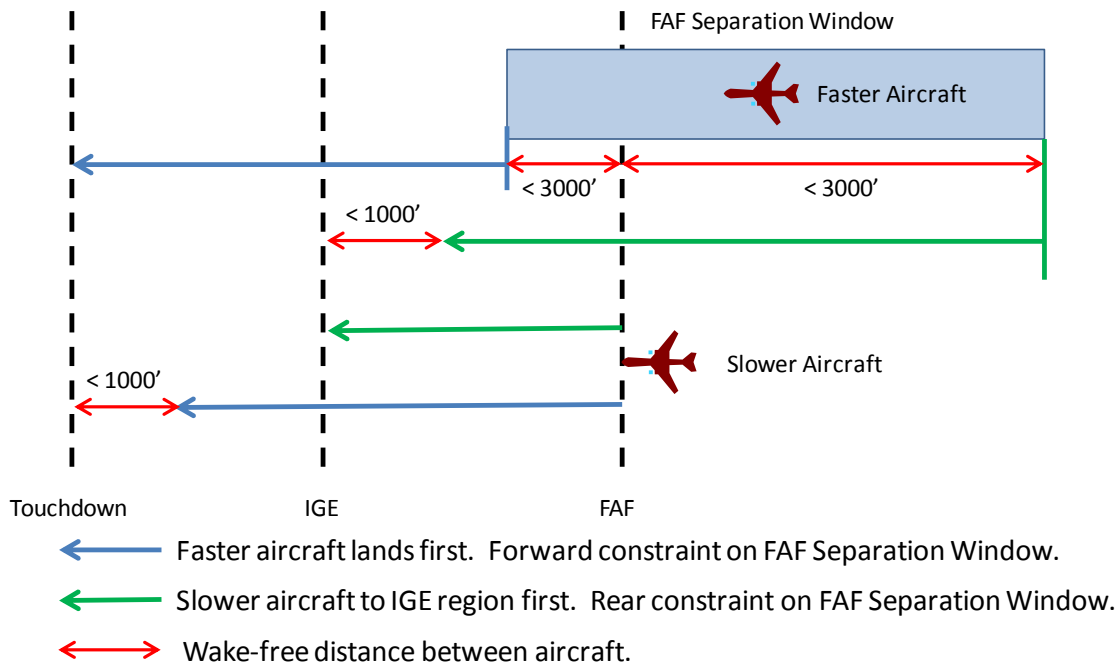 FAF Separation Window
Faster Aircraft
< 3000’
< 3000’
< 1000’
Slower Aircraft
< 1000’
Touchdown
IGE
FAF
Faster aircraft lands first. Forward constraint on FAF Separation Window.
Slower aircraft to IGE region first. Rear constraint on FAF Separation Window.
Wake-free distance between aircraft.